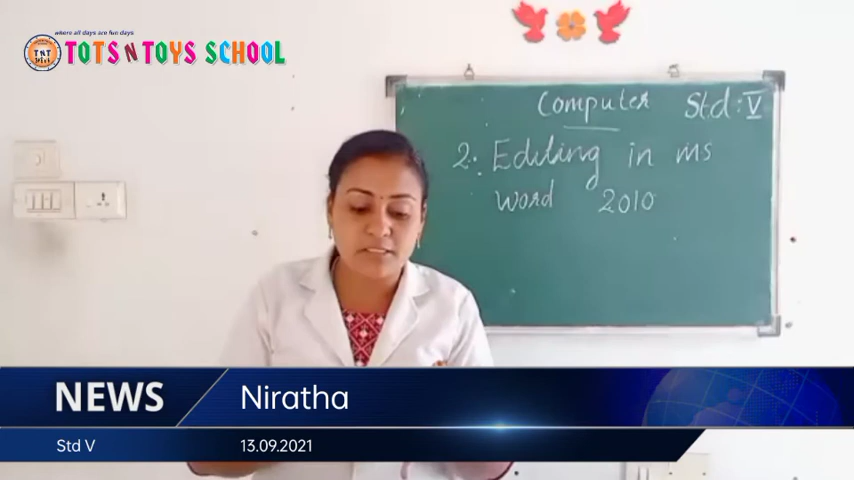 where all days are fun days
TNT
TOTS N TOYS SCHOOL
Computer Std: V
2. Editing in ms
word 2010
NEWS Niratha
Std V 13.09.2021